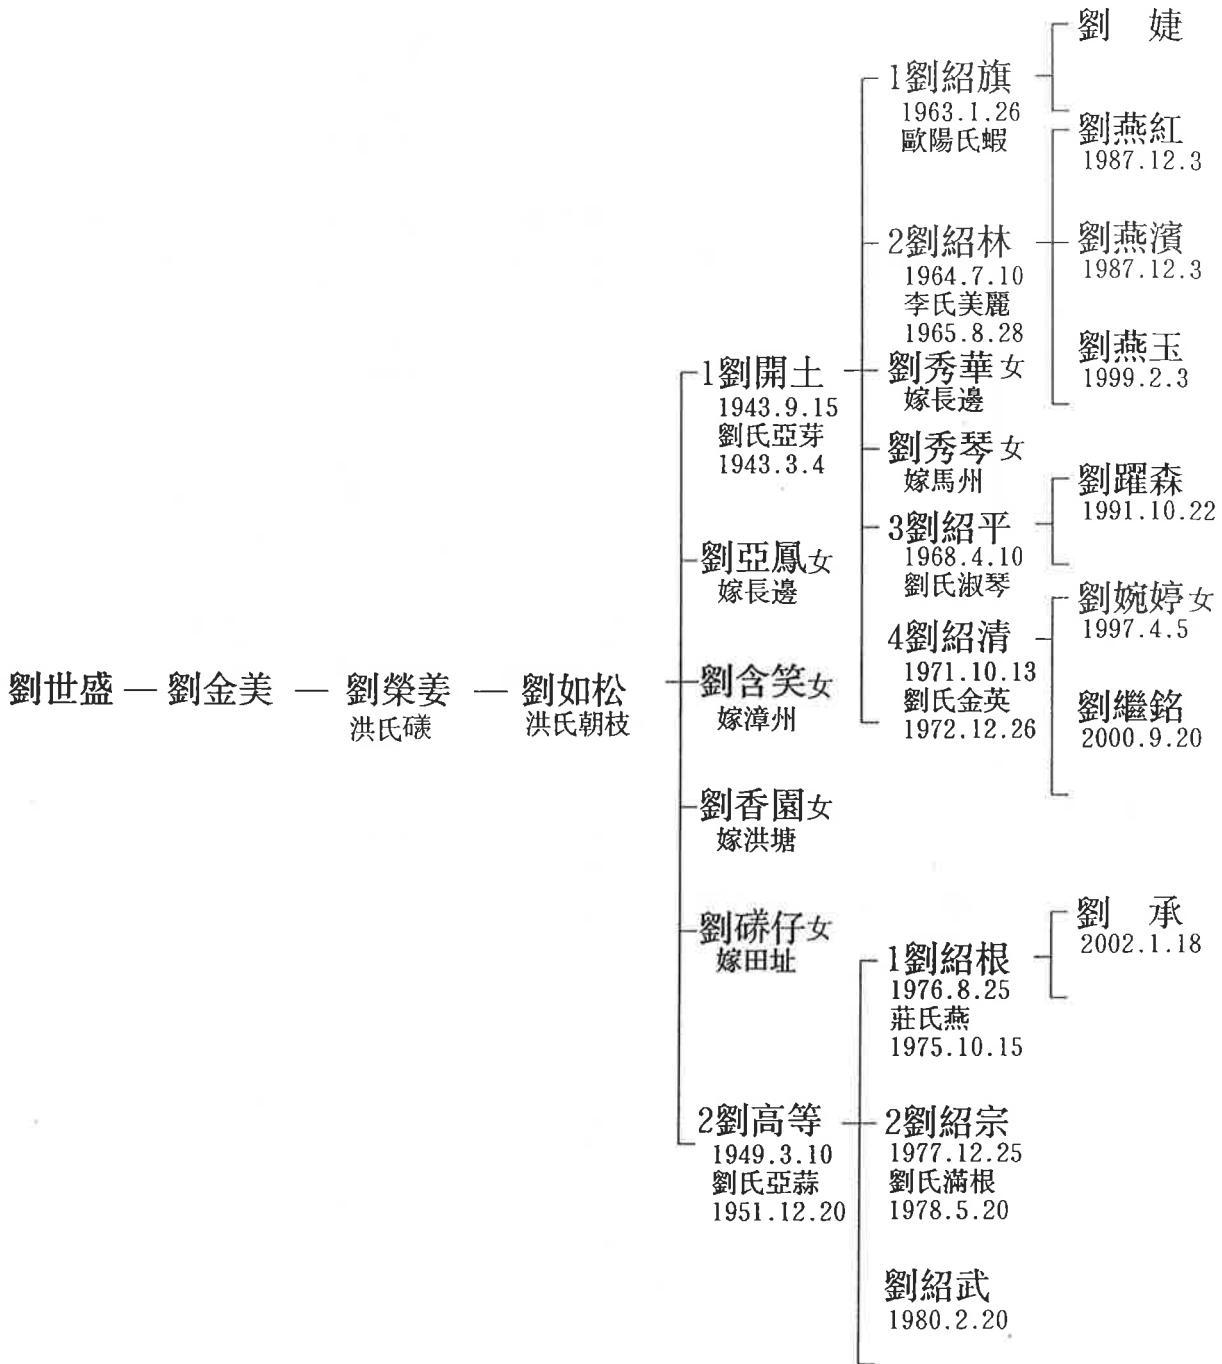 劉世盛
劉金美
劉榮姜
洪氏礏
劉如松
洪氏朝枝
1劉開土
1943.9.15
劉氏亞芽
1943.3.4
劉亞鳳女
嫁長邊
劉含笑女
嫁漳州
劉香園女
嫁洪塘
劉仔女
嫁田址
2劉高等
1949.3.10
劉氏亞蒜
1951.12.20
1劉紹旗
1963.1.26
歐陽氏蝦
2劉紹林
1964.7.10
李氏美麗
1965.8.28
劉秀華女
嫁長邊
劉秀琴女
嫁馬州
3劉紹平
1968.4.10
劉氏淑琴
4劉紹清
1971.10.13
劉氏金英
1972.12.26
1劉紹根
1976.8.25
莊氏燕
1975.10.15
2劉紹宗
1977.12.25
劉氏滿根
1978.5.20
劉紹武
1980.2.20
劉 婕
劉燕紅
1987.12.3
劉燕濱
1987.12.3
劉燕玉
1999.2.3
劉躍森
1991.10.22
劉婉婷女
1997.4.5
劉繼銘
2000.9.20
劉 承
2002.1.18